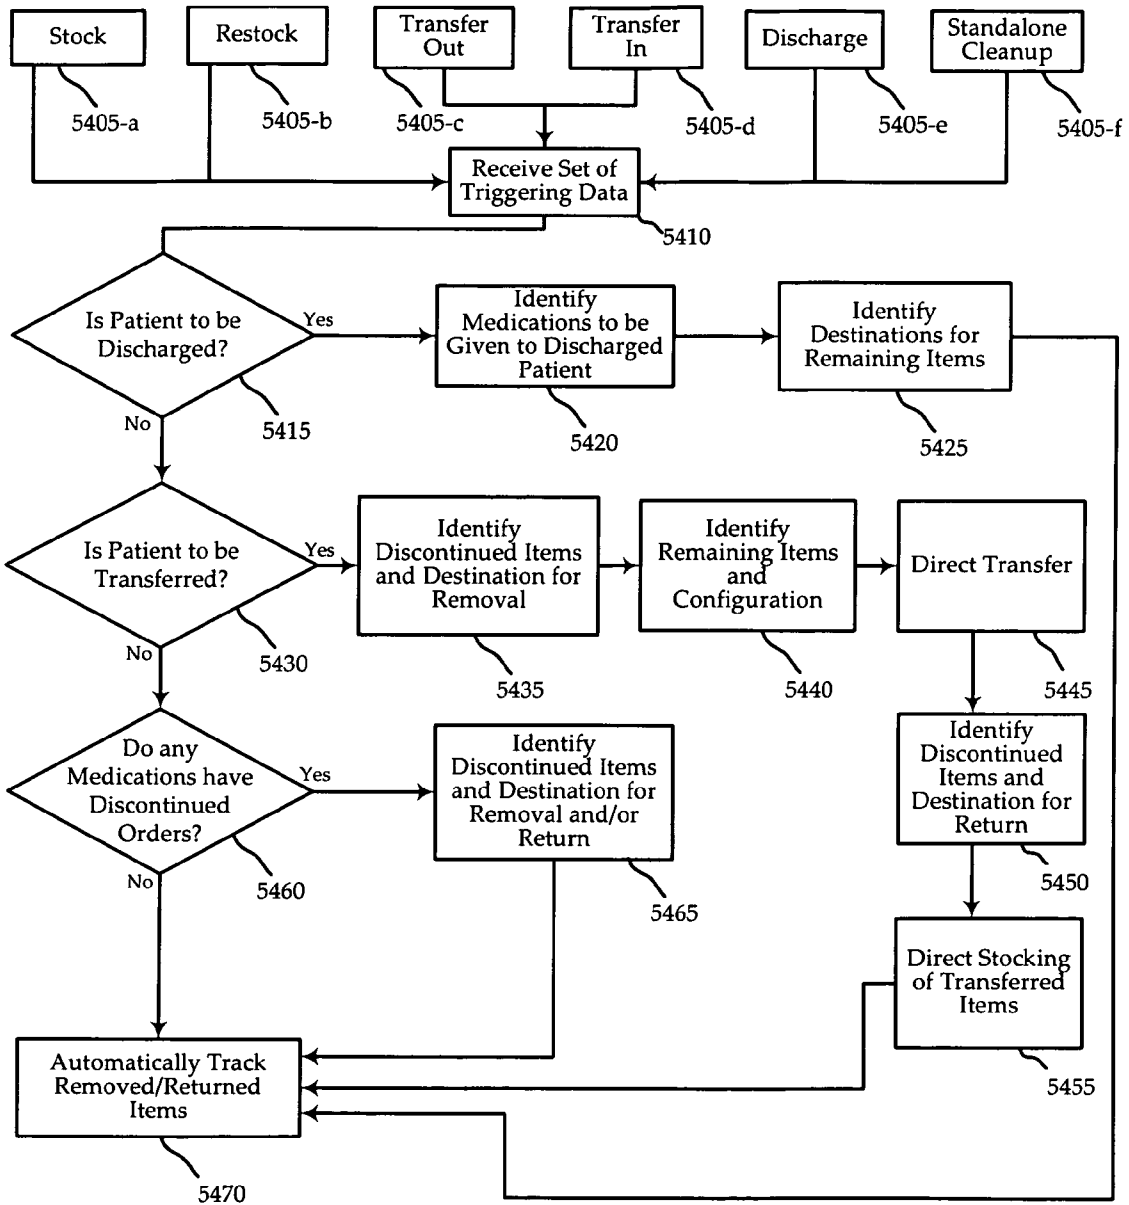 Stock
Restock
Transfer
Out
Transfer
In
Discharge
Standalone
Cleanup
5405-a
5405-b
5405-c
5405-d
5405-e
5405-f
Receive Set of
Triggering Data
5410
Is Patient to be
Discharged?
Yes
No
5415
Identify
Medications to be
Given to Discharged
Patient
5420
Identify
Destinations for
Remaining Items
5425
Is Patient to be
Transferred?
Yes
No
5430
Identify
Discontinued Items
and Destination for
Removal
5435
Identify
Remaining Items
and
Configuration
5440
Direct Transfer
5445
Do any
Medications have
Discontinued
Orders?
Yes
No
5460
Identify
Discontinued Items
and Destination for
Removal and/or
Return
5465
Identify
Discontinued
Items and
Destination for
Return
5450
Direct Stocking
of Transferred
Items
5455
Automatically Track
Removed/Returned
Items
5470